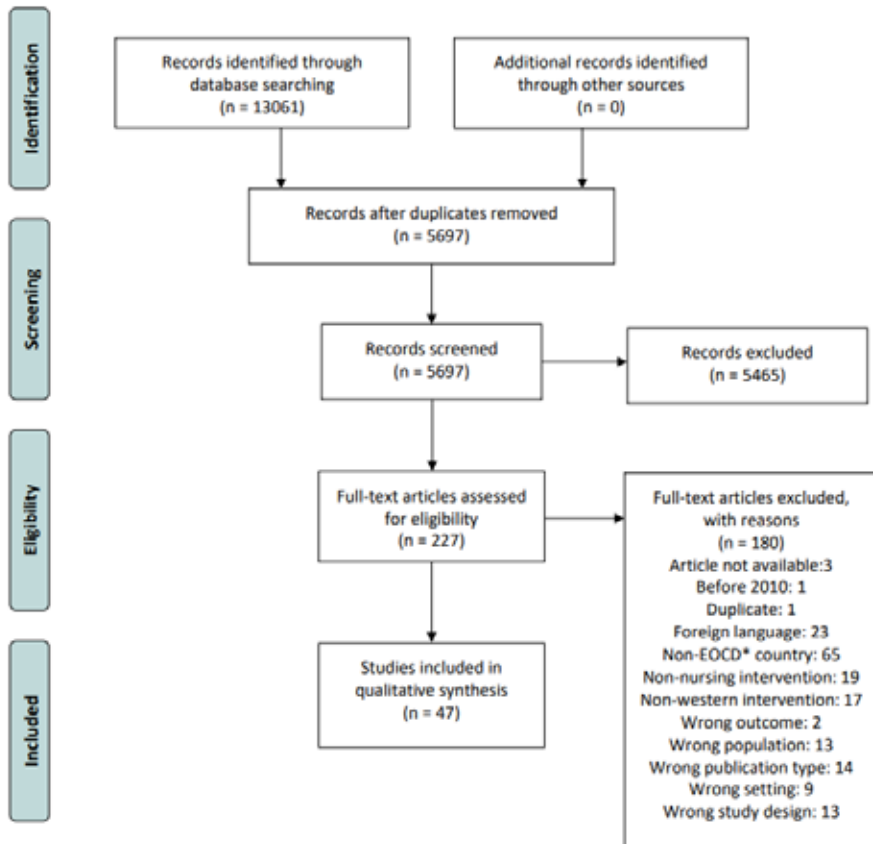 Identification
Records identified through
database searching
(n = 13061)
Additional records identified
through other sources
(n = 0)
Records after duplicates removed
(n = 5697)
Screening
Records screened
(n = 5697)
Records excluded
(n = 5465)
Eligibility
Full-text articles assessed
for eligibility
(n = 227)
Full-text articles excluded,
with reasons
(n = 180)
Article not available:3
Before 2010: 1
Duplicate: 1
Foreign language: 23
Non-EOCD* country: 65
Non-nursing intervention: 19
Non-western intervention: 17
Wrong outcome: 2
Wrong population: 13
Wrong publication type: 14
Wrong setting: 9
Wrong study design: 13
Included
Studies included in
qualitative synthesis
(n = 47)